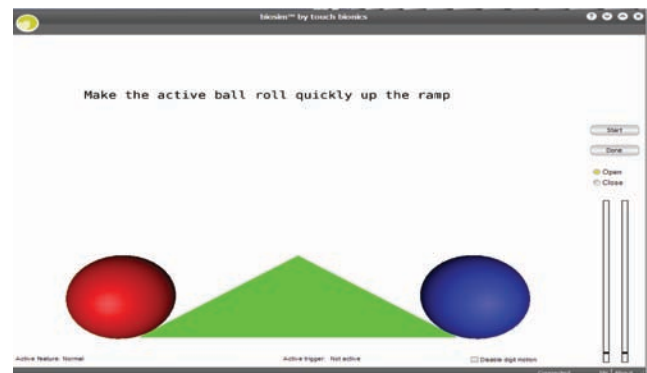 biosim™ by touch bionics
Make the active ball roll quickly up the ramp
Start
Done
Open
Close
Active feature: Normal
Active trigger: Not active
Disable digit motion
Connected